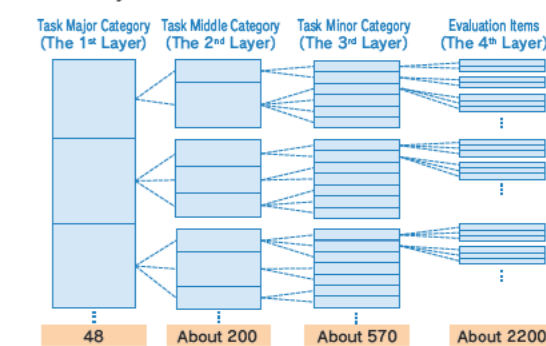 Task Major Category
(The 1st Layer)
Task Middle Category
(The 2nd Layer)
Task Minor Category
(The 3rd Layer)
Evaluation Items
(The 4th Layer)
48
About 200
About 570
About 2200